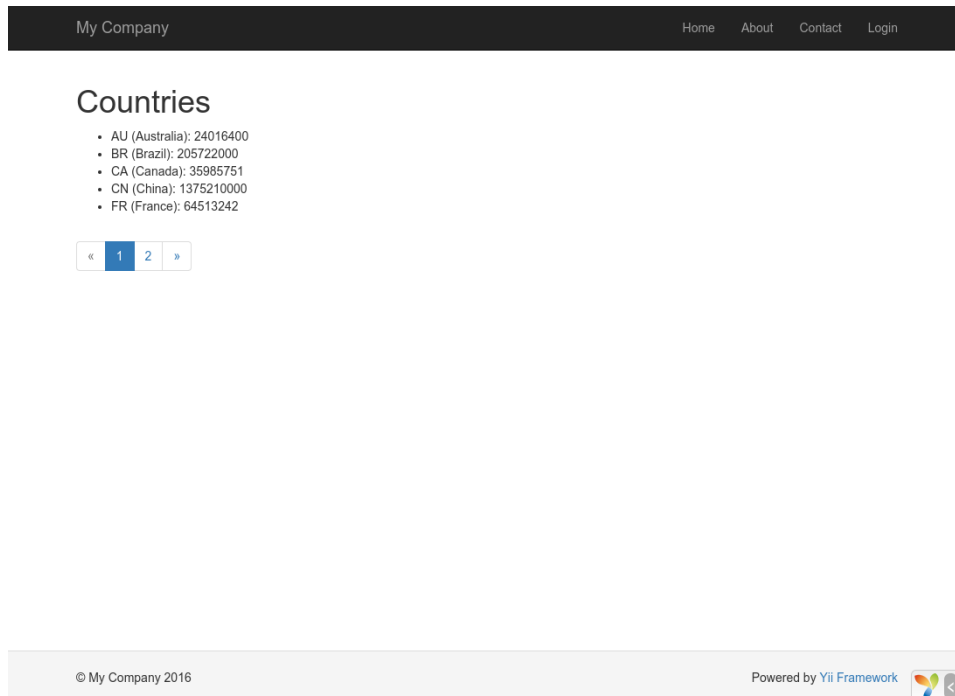 My Company Home About Contact Login
Countries
• AU (Australia): 24016400
• BR (Brazil): 205722000
• CA (Canada): 35985751
• CN (China): 1375210000
• FR (France): 64513242
« 1 2 »
© My Company 2016 Powered by Yii Framework